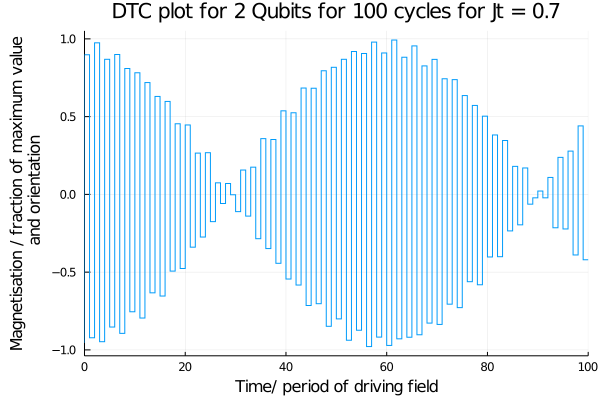 DTC plot for 2 Qubits for 100 cycles for Jt = 0.7
Magnetisation / fraction of maximum value
and orientation
1.0
0.5
0.0
−0.5
−1.0
0 20 40 60 80 100
Time/ period of driving field